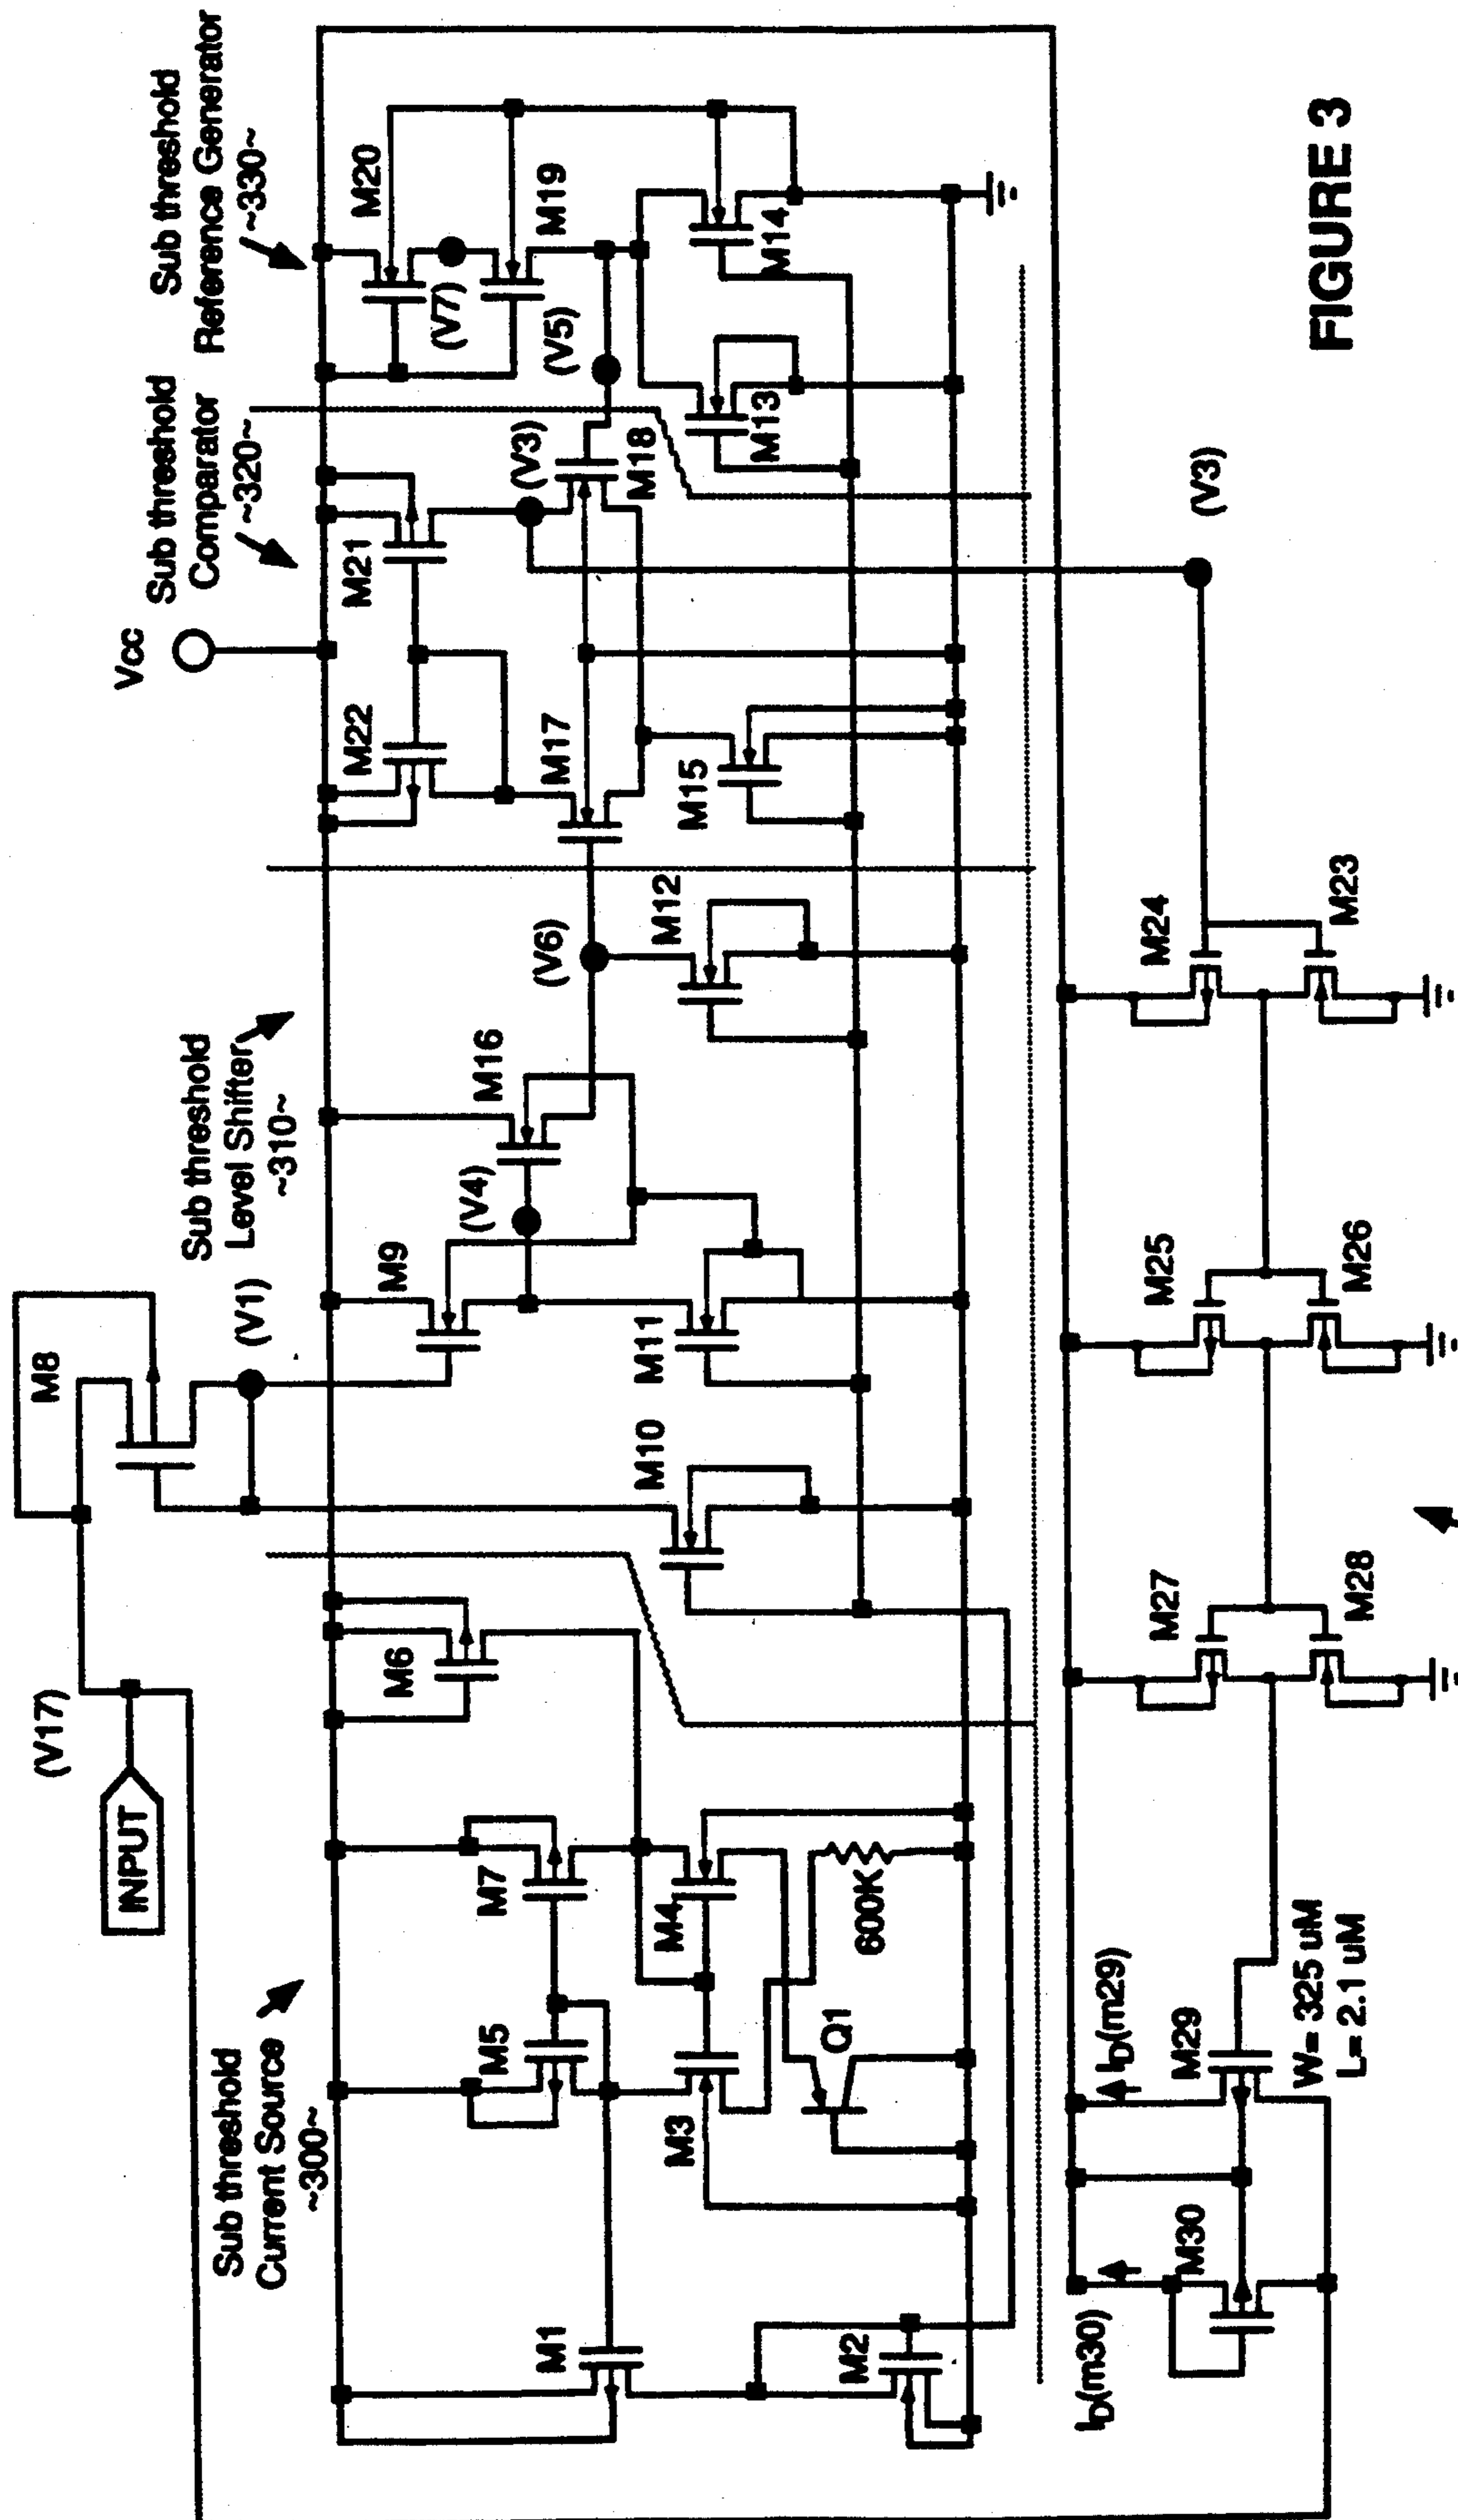 (V17)
INPUT
M8
(V1)
Sub threshold
Current Source
~300~
Sub threshold
Level Shifter
~310~
Vcc
Sub threshold
Comparator
~320~
Sub threshold
Reference Generator
~330~
M1
M5
M7
M6
M9
(V4)
M16
M22
M21
M20
(V7)
M19
(V5)
(V3)
M18
M17
(V6)
M3
M4
Q1
600K
M2
M10
M11
M12
M15
M13
M14
ID(m30)
M30
ID(m29)
M29
W= 325 uM
L= 2.1 uM
M27
M28
M25
M26
M24
M23
(V3)
FIGURE 3